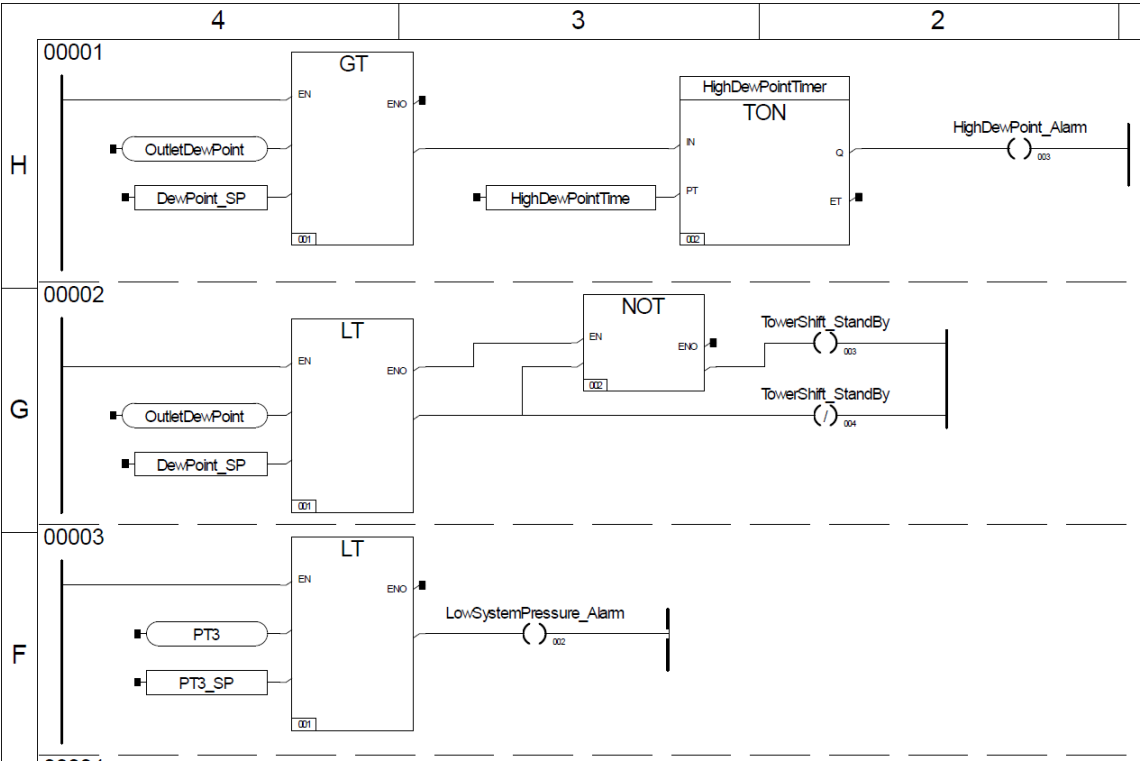 4 3 2
00001
GT
EN
ENO
OutletDewPoint
DewPoint_SP
001
HighDewPointTimer
TON
IN
PT
Q
ET
HighDewPointTime
002
HighDewPoint_Alarm
( )
003
H
00002
LT
EN
ENO
OutletDewPoint
DewPoint_SP
001
NOT
EN
ENO
002
TowerShift_StandBy
( )
003
TowerShift_StandBy
(/)
004
G
00003
LT
EN
ENO
PT3
PT3_SP
001
LowSystemPressure_Alarm
( )
002
F